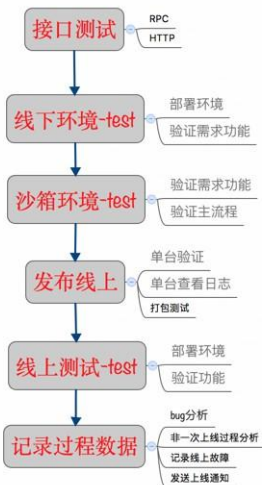 接口测试
RPC
HTTP
线下环境-test
部署环境
验证需求功能
沙箱环境-test
验证需求功能
验证主流程
发布线上
单台验证
单台查看日志
打包测试
线上测试-test
部署环境
验证功能
记录过程数据
bug分析
非一次上线过程分析
记录线上故障
发送上线通知